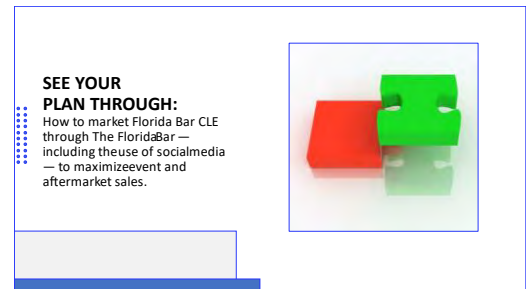 SEE YOUR
PLAN THROUGH:
How to market Florida Bar CLE
through The FloridaBar —
including theuse of socialmedia
— to maximizeevent and
aftermarket sales.